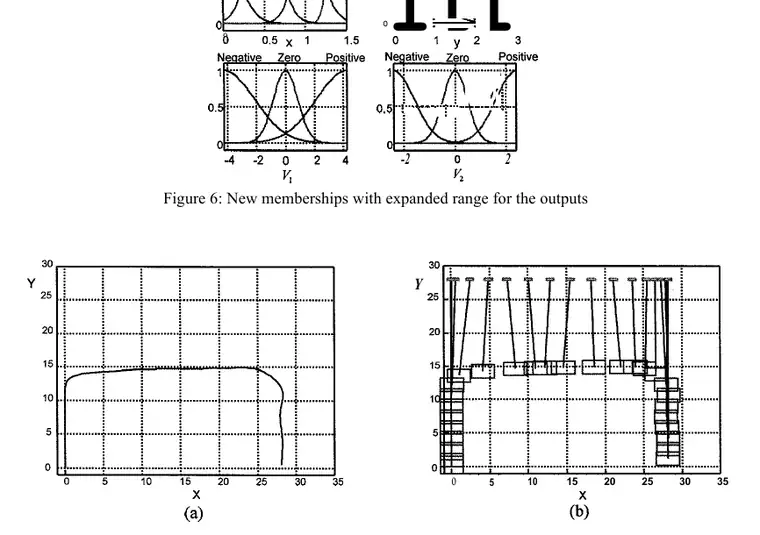 0
0 0.5 x 1 1.5
0
0 1 y 2 3
Negative Zero Positive
1
0.5
0
-4 -2 0 2 4
V₁
Negative Zero Positive
1
0.5
0
-2 0 2
V₂
Figure 6: New memberships with expanded range for the outputs
30
Y
25
20
15
10
5
0
0 5 10 15 20 25 30 35
X
(a)
30
Y
25
20
15
10
5
0
0 5 10 15 20 25 30 35
X
(b)